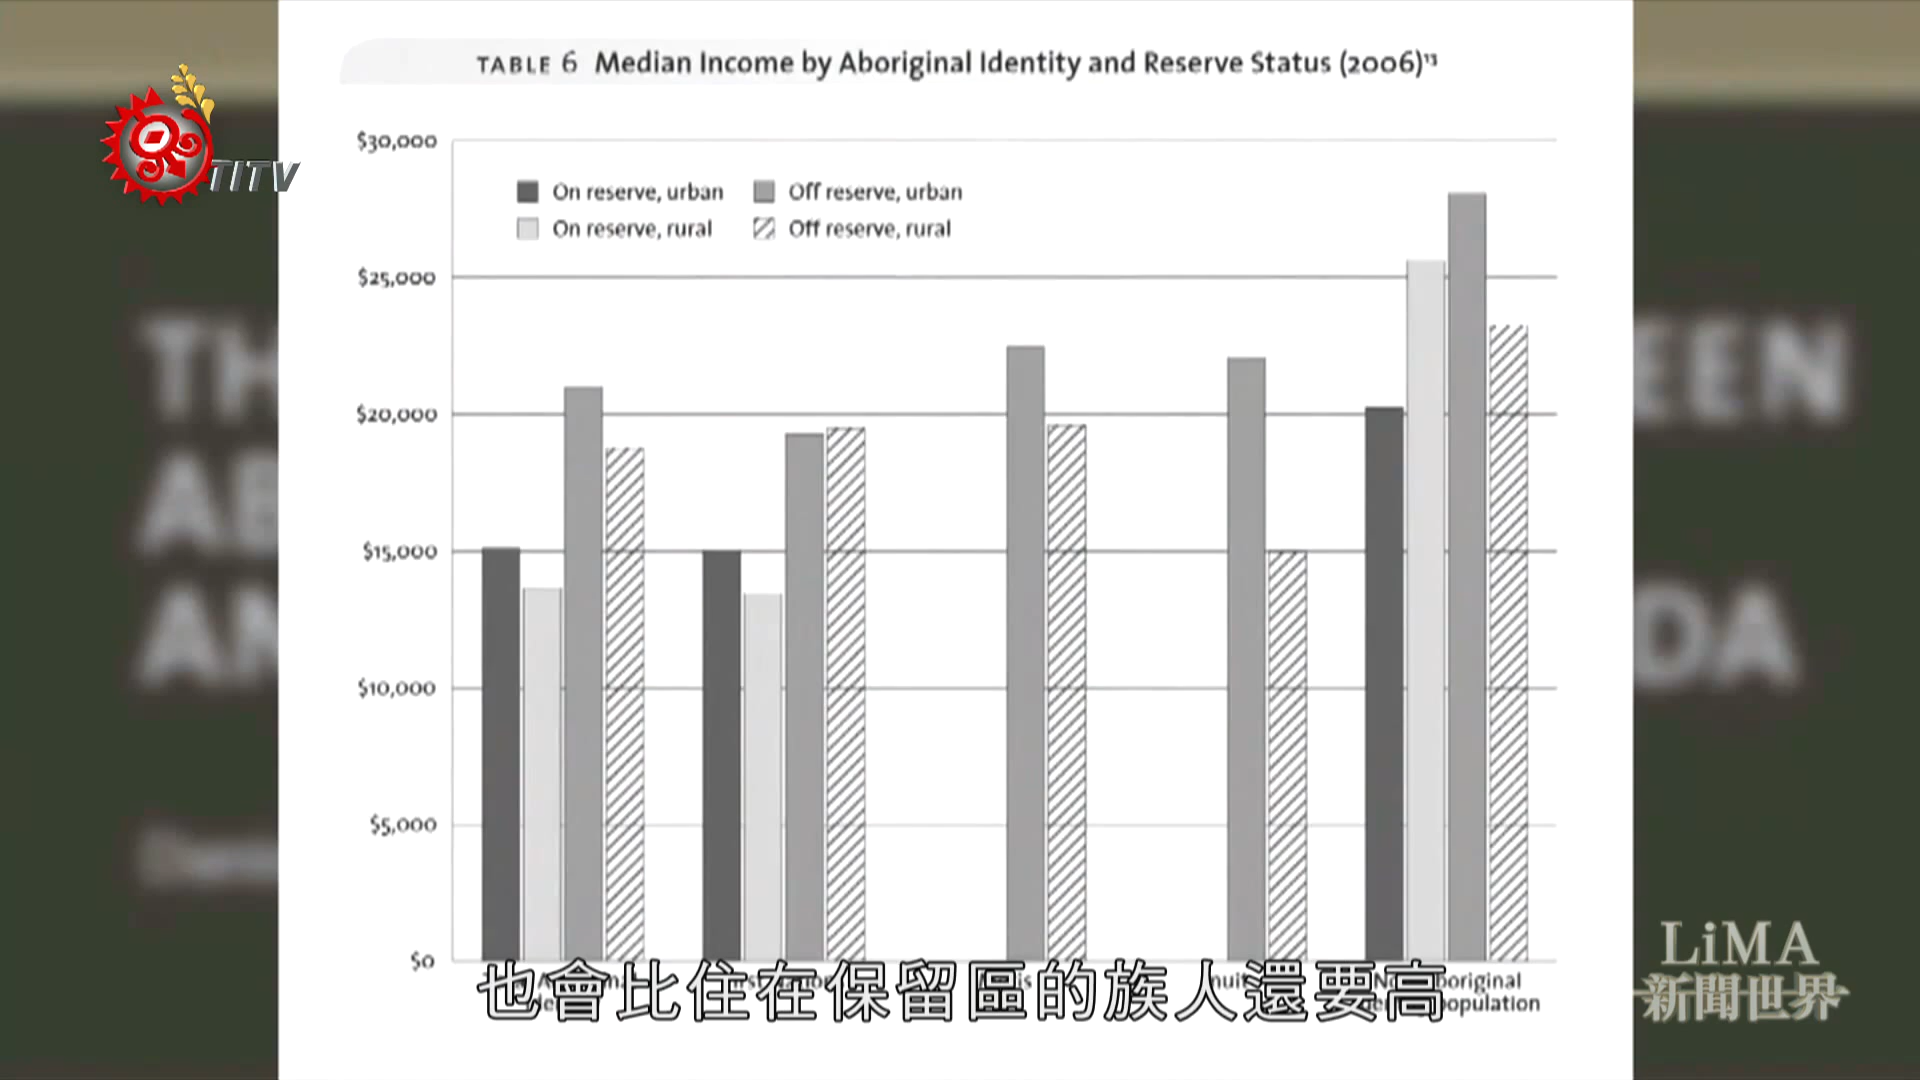 TABLE 6 Median Income by Aboriginal Identity and Reserve Status (2006)¹³
TITV
$30,000
On reserve, urban
Off reserve, urban
On reserve, rural
Off reserve, rural
$25,000
$20,000
$15,000
$10,000
$5,000
$0
population
也會比住在保留區的族人還要高
LiMA
新聞世界